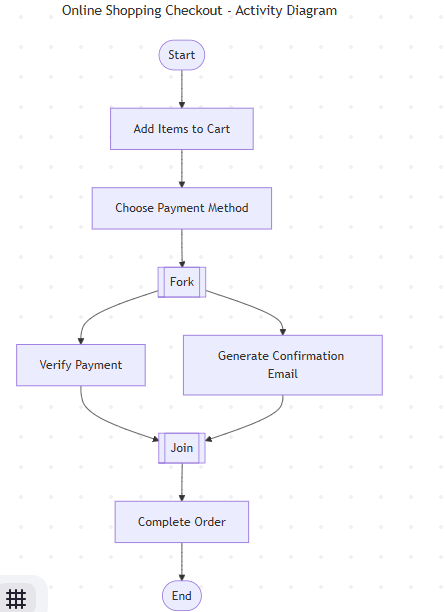 Online Shopping Checkout - Activity Diagram
Start
Add Items to Cart
Choose Payment Method
Fork
Verify Payment
Generate Confirmation
Email
Join
Complete Order
End